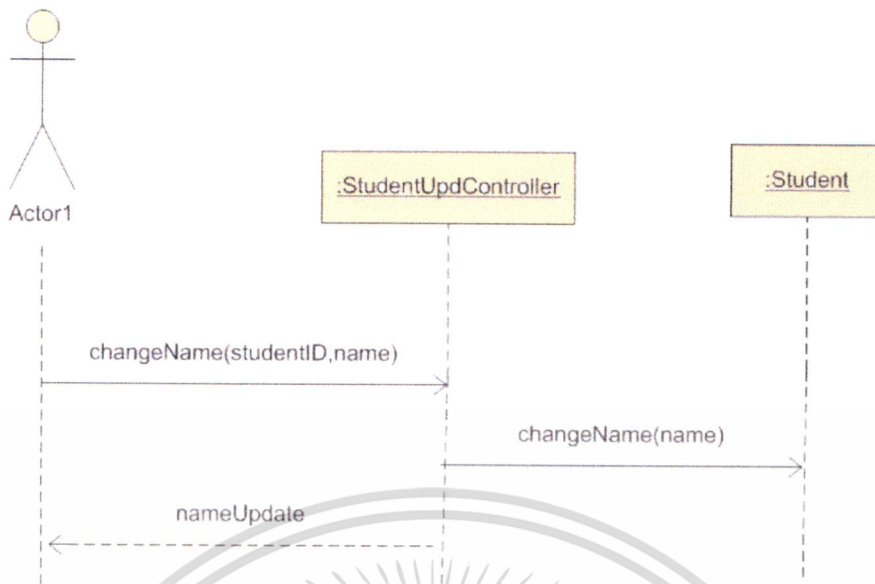 :StudentUpdController
:Student
Actor1
changeName(studentID,name)
changeName(name)
nameUpdate